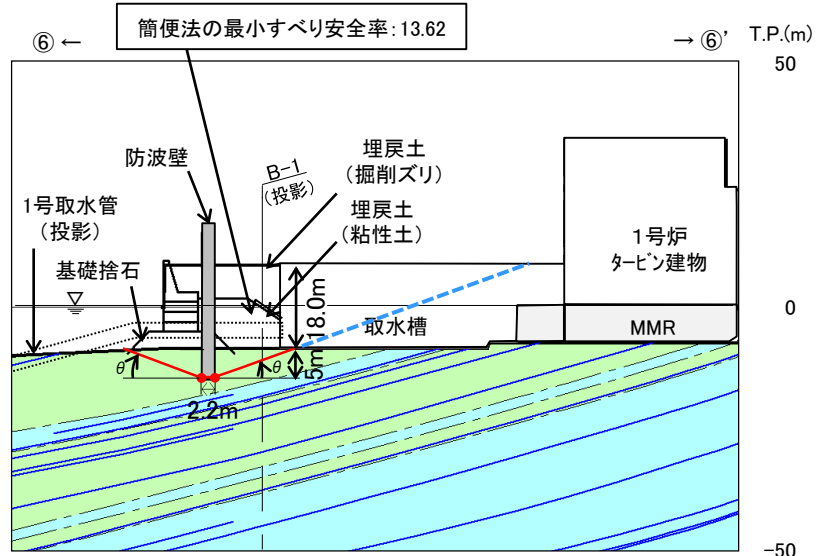 簡便法の最小すべり安全率:13.62
⑥ ←
→ ⑥'
T.P.(m)
50
防波壁
B-1
(投影)
埋戻土
(掘削ズリ)
埋戻土
(粘性土)
1号取水管
(投影)
基礎捨石
1号炉
タービン建物
▽
18.0m
取水槽
MMR
0
5m
θ
θ
2.2m
-50